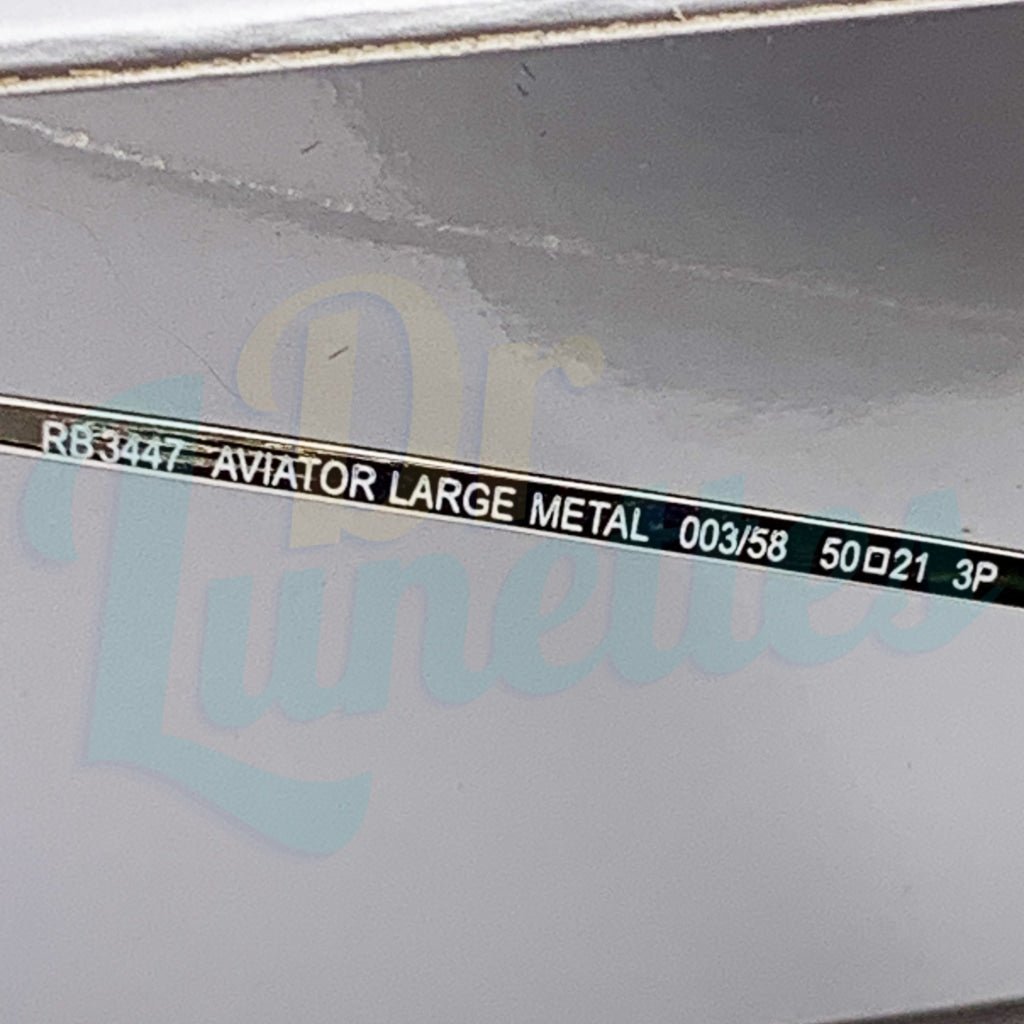 Dr
Lunettes
RB3447 AVIATOR LARGE METAL 003/58 50□21 3P